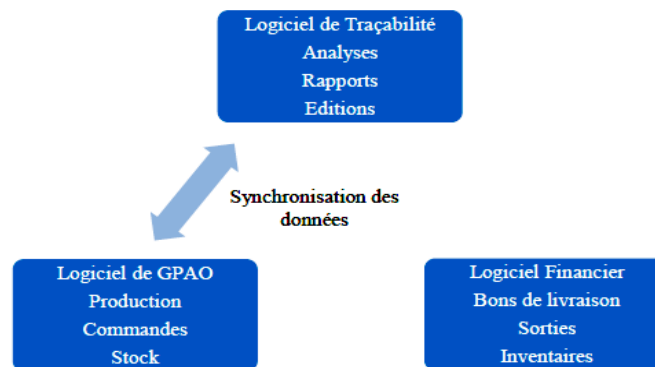 Logiciel de Traçabilité
Analyses
Rapports
Editions
Synchronisation des
données
Logiciel de GPAO
Production
Commandes
Stock
Logiciel Financier
Bons de livraison
Sorties
Inventaires